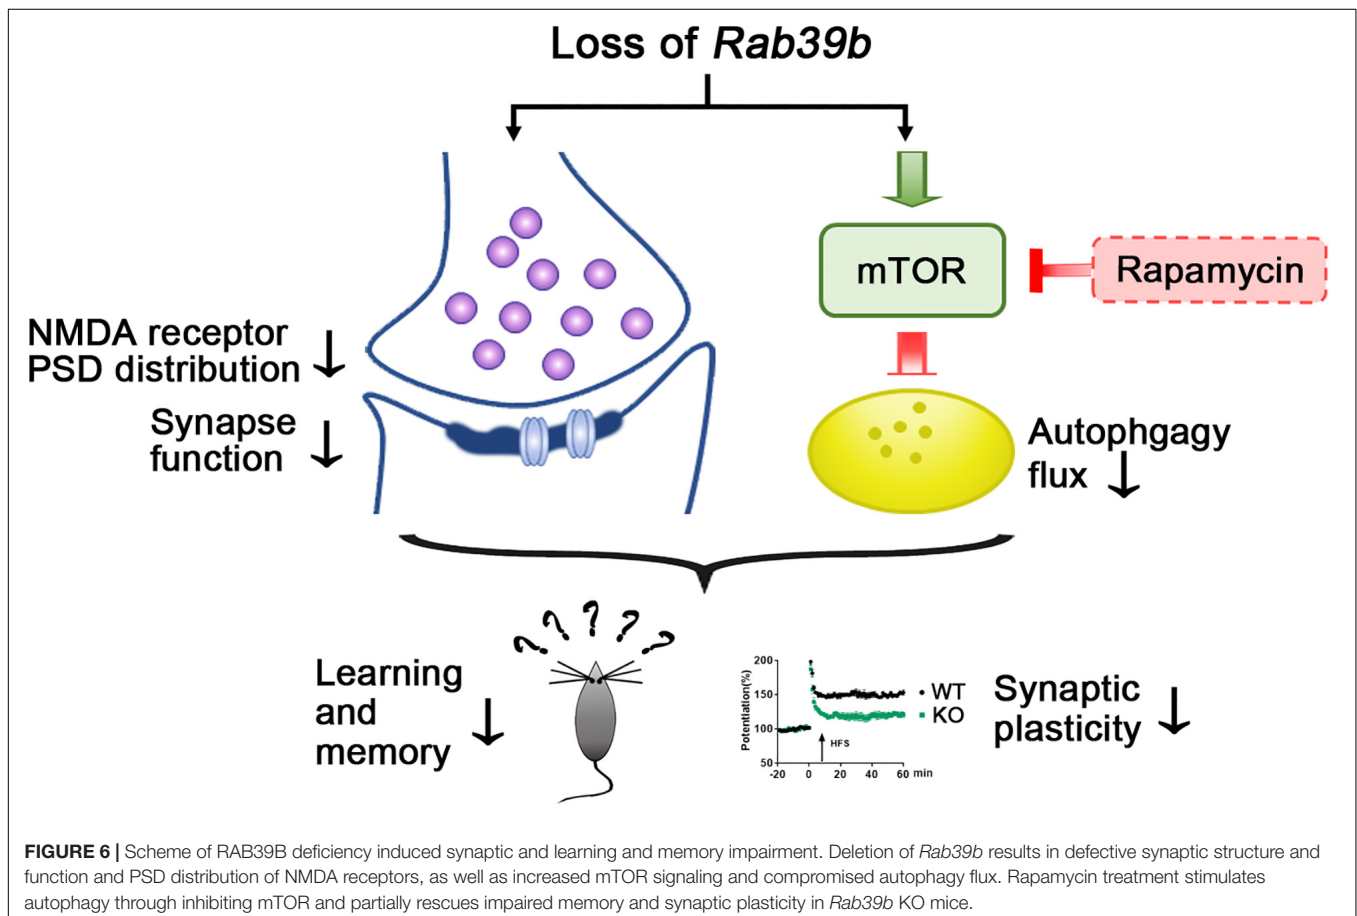 Loss of Rab39b
mTOR
Rapamycin
NMDA receptor
PSD distribution
Synapse
function
Autophgagy
flux
? ? ? ? ?
Learning
and
memory
Potentiation(%)
200
150
100
50
-20 0 20 40 60 min
HFS
WT
KO
Synaptic
plasticity
FIGURE 6 | Scheme of RAB39B deficiency induced synaptic and learning and memory impairment. Deletion of Rab39b results in defective synaptic structure and
function and PSD distribution of NMDA receptors, as well as increased mTOR signaling and compromised autophagy flux. Rapamycin treatment stimulates
autophagy through inhibiting mTOR and partially rescues impaired memory and synaptic plasticity in Rab39b KO mice.